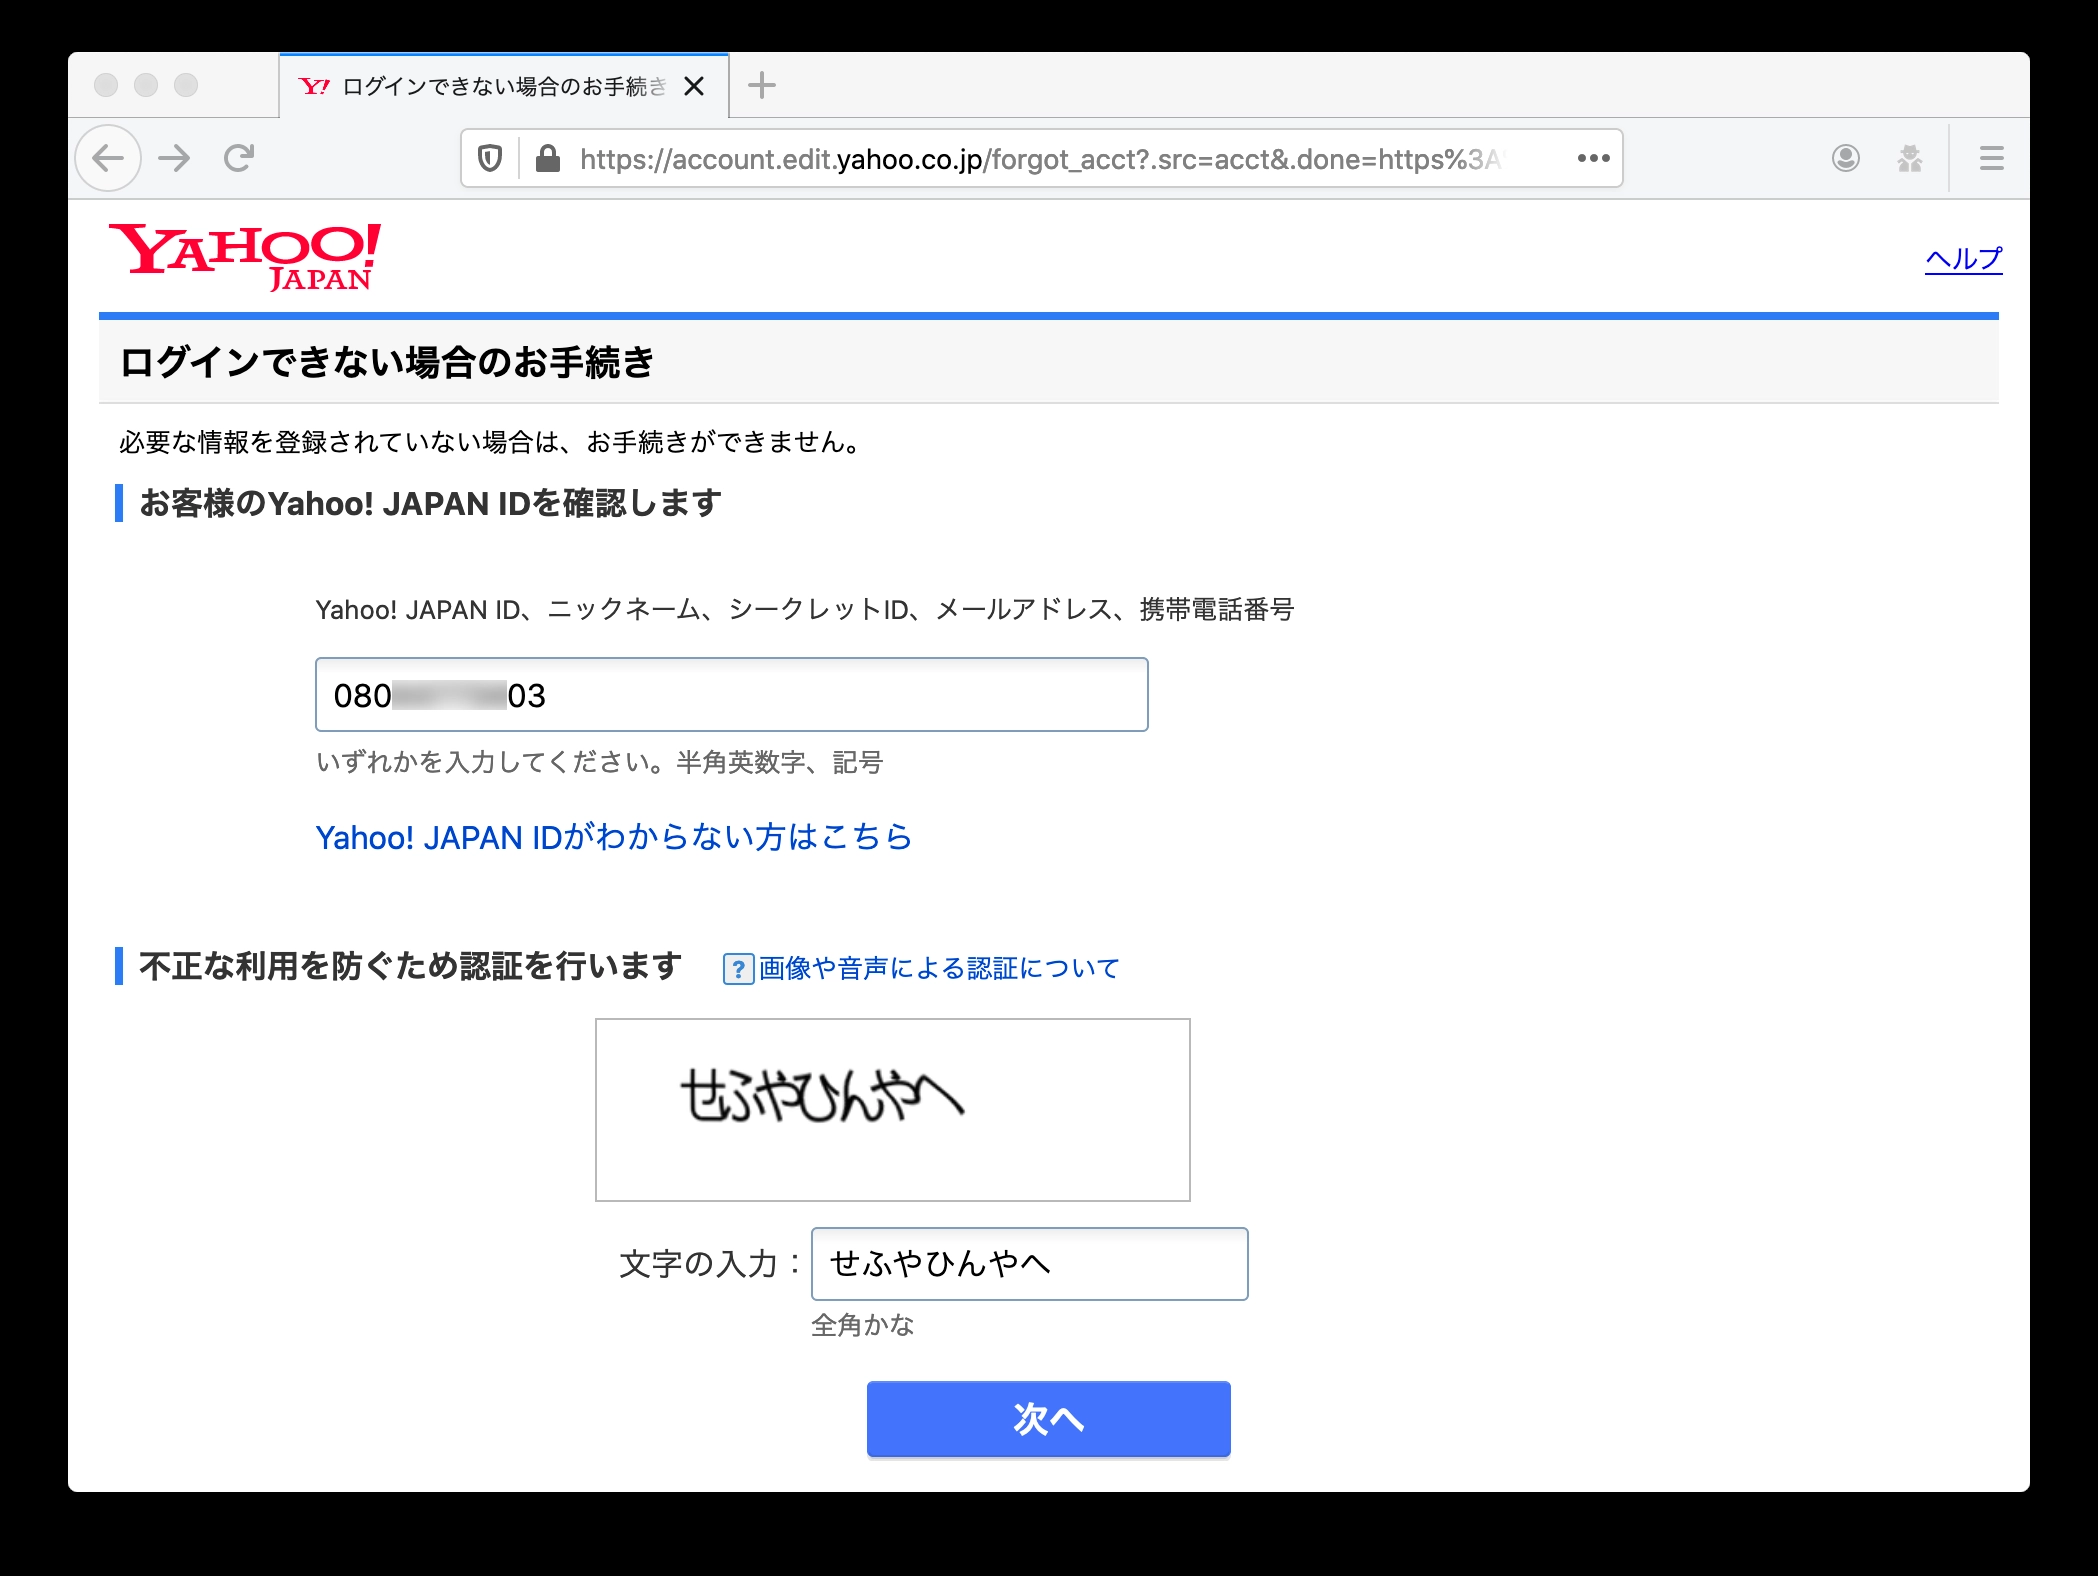 ログインできない場合のお手続き
https://account.edit.yahoo.co.jp/forgot_acct?.src=acct&.done=https%3A
YAHOO! JAPAN
ヘルプ
ログインできない場合のお手続き
必要な情報を登録されていない場合は、お手続きができません。
お客様のYahoo! JAPAN IDを確認します
Yahoo! JAPAN ID、ニックネーム、シークレットID、メールアドレス、携帯電話番号
080 03
いずれかを入力してください。半角英数字、記号
Yahoo! JAPAN IDがわからない方はこちら
不正な利用を防ぐため認証を行います ?画像や音声による認証について
せふやひんやへ
文字の入力：せふやひんやへ
全角かな
次へ